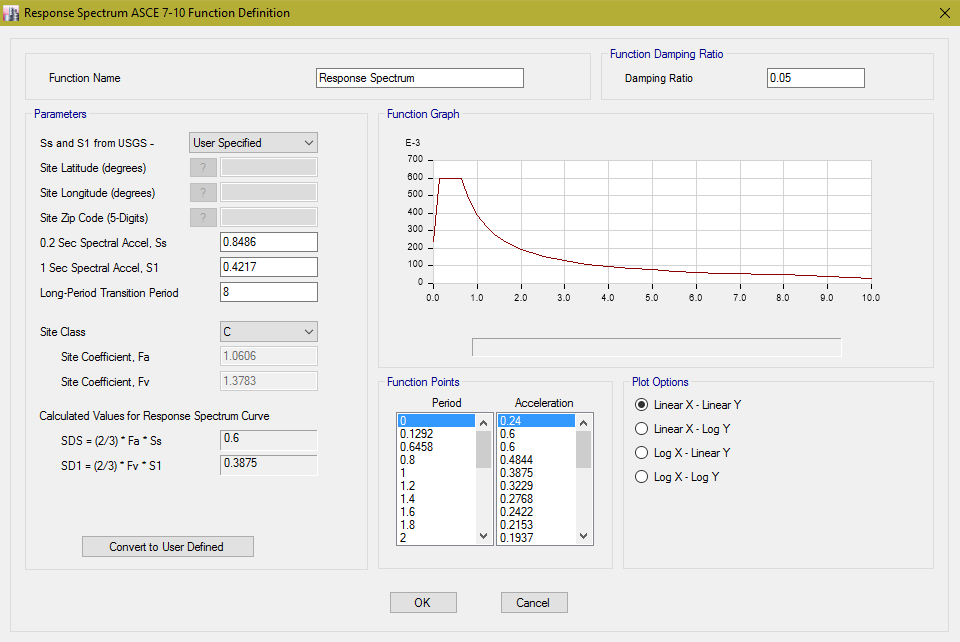 Response Spectrum ASCE 7-10 Function Definition
Function Name
Response Spectrum
Function Damping Ratio
Damping Ratio
0.05
Parameters
Ss and S1 from USGS -
User Specified
Site Latitude (degrees)
?
Site Longitude (degrees)
?
Site Zip Code (5-Digits)
?
0.2 Sec Spectral Accel, Ss
0.8486
1 Sec Spectral Accel, S1
0.4217
Long-Period Transition Period
8
Site Class
C
Site Coefficient, Fa
1.0606
Site Coefficient, Fv
1.3783
Calculated Values for Response Spectrum Curve
SDS = (2/3) * Fa * Ss
0.6
SD1 = (2/3) * Fv * S1
0.3875
Convert to User Defined
Function Graph
E-3
700
600
500
400
300
200
100
0
0.0 1.0 2.0 3.0 4.0 5.0 6.0 7.0 8.0 9.0 10.0
Function Points
Period Acceleration
0 0.24
0.1292 0.6
0.6458 0.6
0.8 0.4844
1 0.3875
1.2 0.3229
1.4 0.2768
1.6 0.2422
1.8 0.2153
2 0.1937
Plot Options
Linear X - Linear Y
Linear X - Log Y
Log X - Linear Y
Log X - Log Y
OK
Cancel